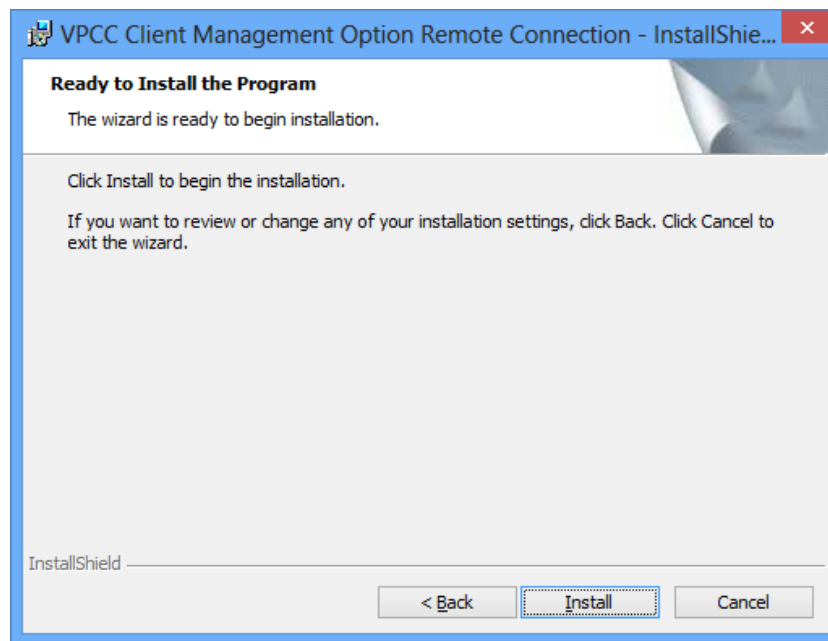 VPCC Client Management Option Remote Connection - InstallShie...
Ready to Install the Program
The wizard is ready to begin installation.
Click Install to begin the installation.
If you want to review or change any of your installation settings, click Back. Click Cancel to
exit the wizard.
InstallShield
< Back
Install
Cancel